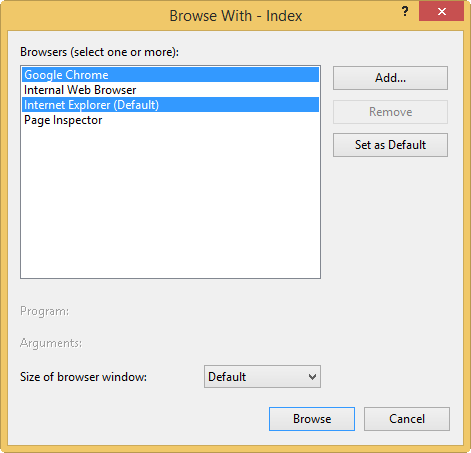 Browse With - Index
?
Browsers (select one or more):
Google Chrome
Internal Web Browser
Internet Explorer (Default)
Page Inspector
Add...
Remove
Set as Default
Program:
Arguments:
Size of browser window:
Default
Browse
Cancel